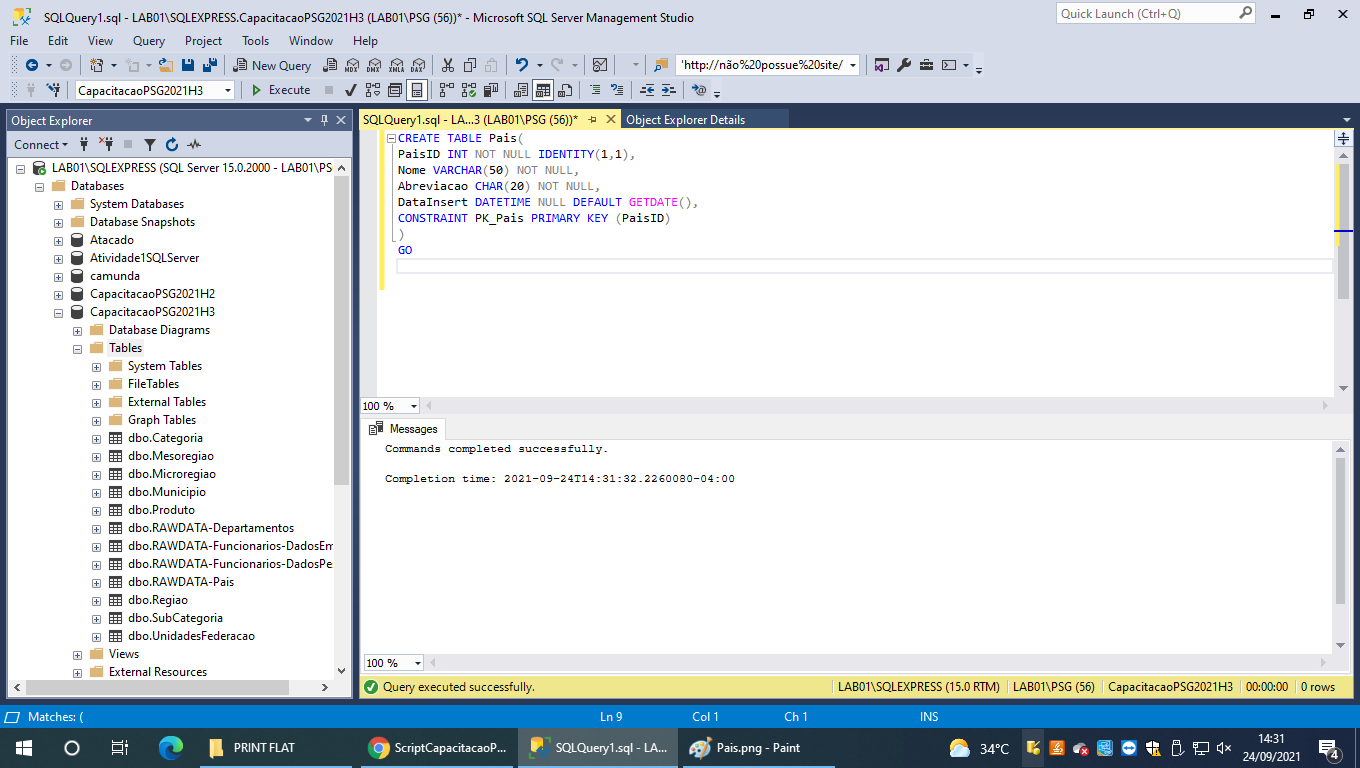 SQLQuery1.sql - LAB01\SQLEXPRESS.CapacitacaoPSG2021H3 (LAB01\PSG (56))* - Microsoft SQL Server Management Studio
Quick Launch (Ctrl+Q)
File Edit View Query Project Tools Window Help
New Query
MDX DMX XMLA DAX
'http://não%20possue%20site/
CapacitacaoPSG2021H3
Execute
Object Explorer
SQLQuery1.sql - LA...3 (LAB01\PSG (56))*
Object Explorer Details
Connect
LAB01\SQLEXPRESS (SQL Server 15.0.2000 - LAB01\PS
Databases
System Databases
Database Snapshots
Atacado
Atividade1SQLServer
camunda
CapacitacaoPSG2021H2
CapacitacaoPSG2021H3
Database Diagrams
Tables
System Tables
FileTables
External Tables
Graph Tables
dbo.Categoria
dbo.Mesoregiao
dbo.Microregiao
dbo.Municipio
dbo.Produto
dbo.RAWDATA-Departamentos
dbo.RAWDATA-Funcionarios-DadosEm
dbo.RAWDATA-Funcionarios-DadosPe
dbo.RAWDATA-Pais
dbo.Regiao
dbo.SubCategoria
dbo.UnidadesFederacao
Views
External Resources
CREATE TABLE Pais(
PaisID INT NOT NULL IDENTITY(1,1),
Nome VARCHAR(50) NOT NULL,
Abreviacao CHAR(20) NOT NULL,
DataInsert DATETIME NULL DEFAULT GETDATE(),
CONSTRAINT PK_Pais PRIMARY KEY (PaisID)
)
GO
100 %
Messages
Commands completed successfully.
Completion time: 2021-09-24T14:31:32.2260080-04:00
100 %
Query executed successfully.
LAB01\SQLEXPRESS (15.0 RTM)
LAB01\PSG (56)
CapacitacaoPSG2021H3
00:00:00
0 rows
Matches: (
Ln 9
Col 1
Ch 1
INS
PRINT FLAT
ScriptCapacitacaoP...
SQLQuery1.sql - LA...
Pais.png - Paint
34°C
14:31
24/09/2021
4